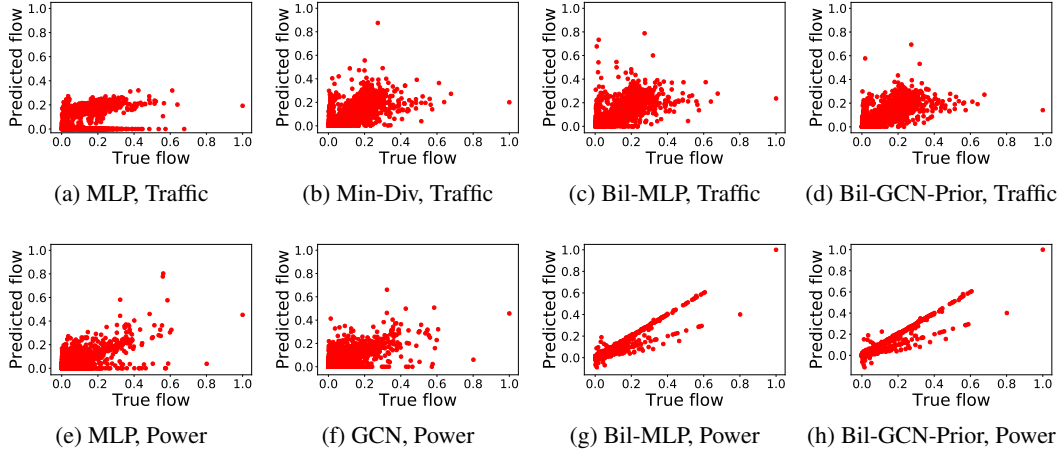 1.0
0.8
0.6
0.4
0.2
0.0
Predicted flow
0.0 0.2 0.4 0.6 0.8 1.0
True flow
(a) MLP, Traffic
1.0
0.8
0.6
0.4
0.2
0.0
Predicted flow
0.0 0.2 0.4 0.6 0.8 1.0
True flow
(b) Min-Div, Traffic
1.0
0.8
0.6
0.4
0.2
0.0
Predicted flow
0.0 0.2 0.4 0.6 0.8 1.0
True flow
(c) Bil-MLP, Traffic
1.0
0.8
0.6
0.4
0.2
0.0
Predicted flow
0.0 0.2 0.4 0.6 0.8 1.0
True flow
(d) Bil-GCN-Prior, Traffic
1.0
0.8
0.6
0.4
0.2
0.0
Predicted flow
0.0 0.2 0.4 0.6 0.8 1.0
True flow
(e) MLP, Power
1.0
0.8
0.6
0.4
0.2
0.0
Predicted flow
0.0 0.2 0.4 0.6 0.8 1.0
True flow
(f) GCN, Power
1.0
0.8
0.6
0.4
0.2
0.0
Predicted flow
0.0 0.2 0.4 0.6 0.8 1.0
True flow
(g) Bil-MLP, Power
1.0
0.8
0.6
0.4
0.2
0.0
Predicted flow
0.0 0.2 0.4 0.6 0.8 1.0
True flow
(h) Bil-GCN-Prior, Power